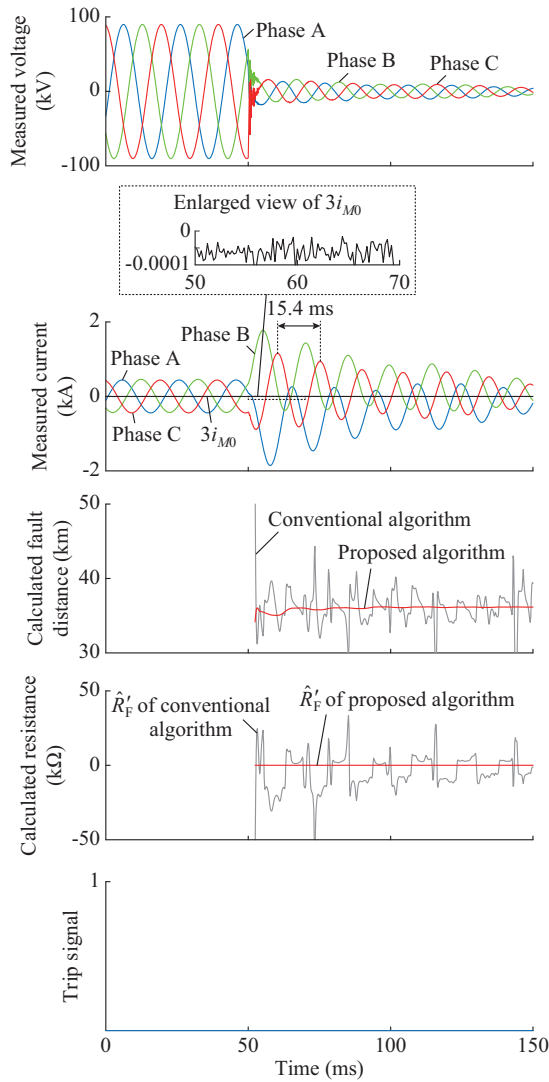 100
0
-100
Measured voltage
(kV)
Phase A
Phase B
Phase C
Enlarged view of 3i_M0
0
-0.0001
50
60
70
15.4 ms
2
0
-2
Measured current
(kA)
Phase A
Phase B
Phase C
3i_M0
50
40
30
Calculated fault
distance (km)
Conventional algorithm
Proposed algorithm
50
0
-50
Calculated resistance
(kΩ)
R̂′_F of conventional
algorithm
R̂′_F of proposed algorithm
1
Trip signal
0
50
100
150
Time (ms)